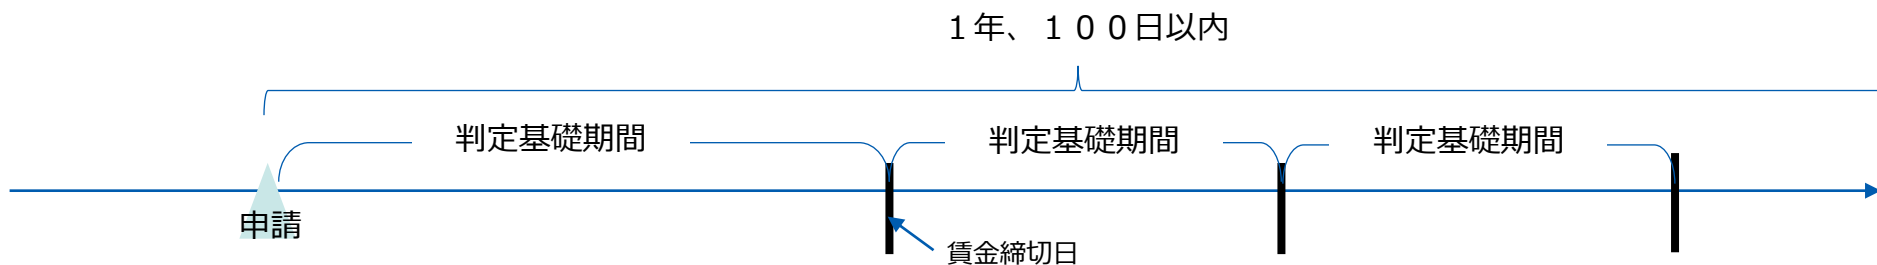 １年、１００日以内
判定基礎期間
判定基礎期間
判定基礎期間
申請
賃金締切日